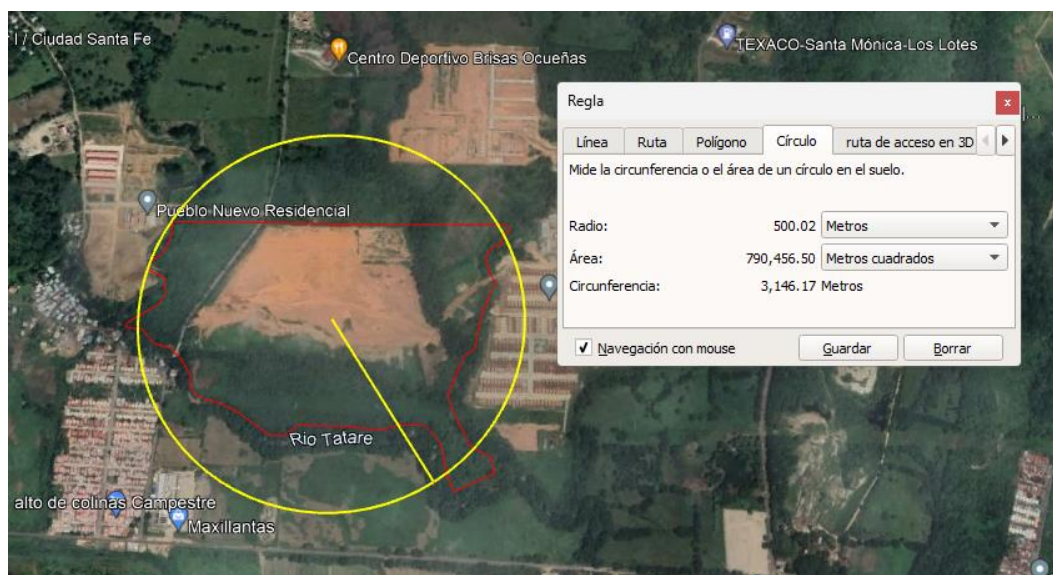 l / Ciudad Santa Fe
Centro Deportivo Brisas Ocueñas
TEXACO-Santa Mónica-Los Lotes
Pueblo Nuevo Residencial
Rio Tatare
alto de colinas Campestre
Maxillantas
Regla
x
Línea Ruta Polígono Círculo ruta de acceso en 3D
Mide la circunferencia o el área de un círculo en el suelo.
Radio: 500.02 Metros
Área: 790,456.50 Metros cuadrados
Circunferencia: 3,146.17 Metros
Navegación con mouse Guardar Borrar